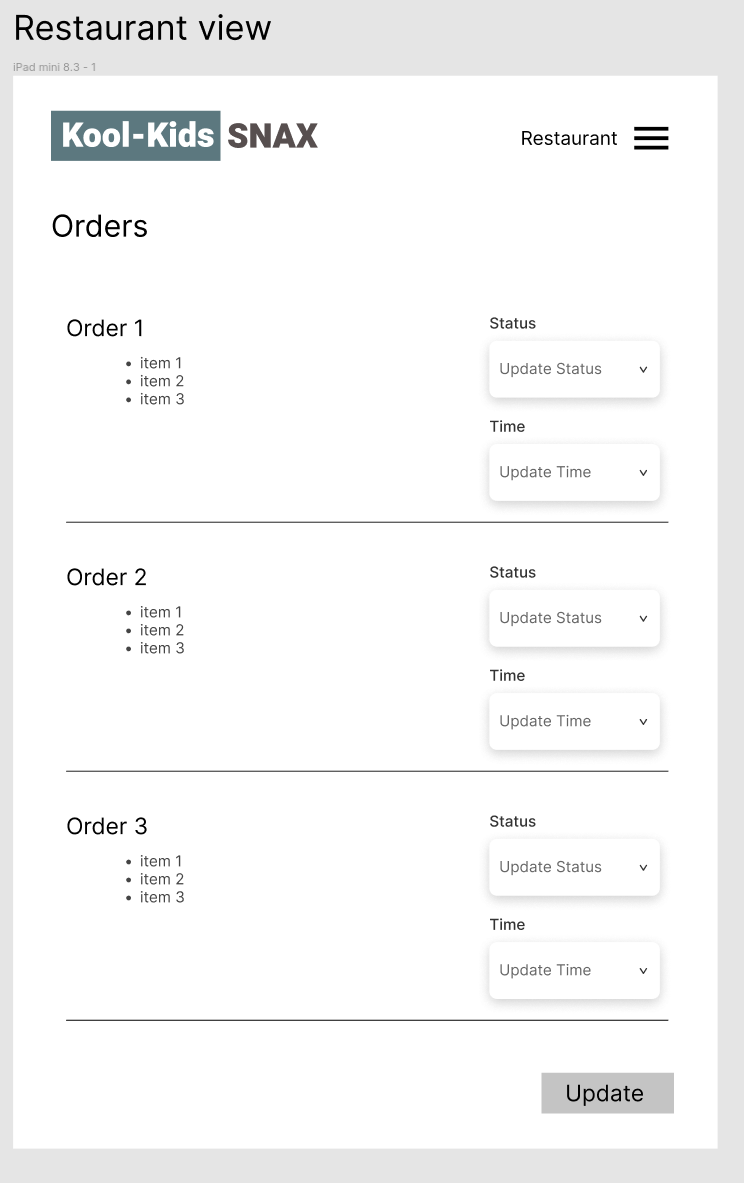 Restaurant view
iPad mini 8.3 - 1
Kool-Kids SNAX
Restaurant
Orders
Order 1
• item 1
• item 2
• item 3
Status
Update Status
Time
Update Time
Order 2
• item 1
• item 2
• item 3
Status
Update Status
Time
Update Time
Order 3
• item 1
• item 2
• item 3
Status
Update Status
Time
Update Time
Update